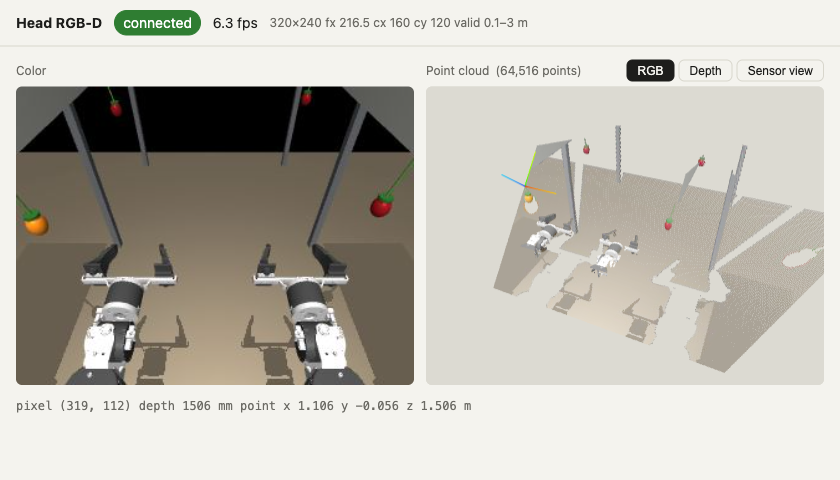 Head RGB-D connected 6.3 fps 320×240 fx 216.5 cx 160 cy 120 valid 0.1–3 m
Color
Point cloud (64,516 points) RGB Depth Sensor view
pixel (319, 112) depth 1506 mm point x 1.106 y −0.056 z 1.506 m